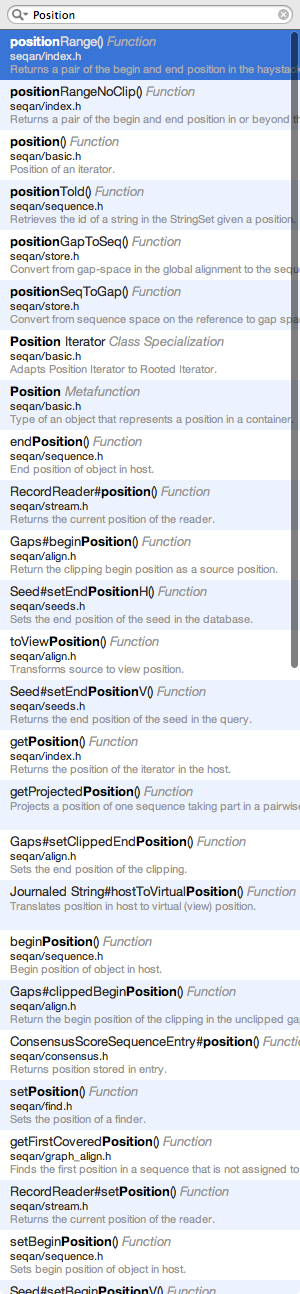 Position
positionRange() Function
seqan/index.h
Returns a pair of the begin and end position in the haystack
positionRangeNoClip() Function
seqan/index.h
Returns a pair of the begin and end position in or beyond th
position() Function
seqan/basic.h
Position of an iterator.
positionToId() Function
seqan/sequence.h
Retrieves the id of a string in the StringSet given a position.
positionGapToSeq() Function
seqan/store.h
Convert from gap-space in the global alignment to the sequ
positionSeqToGap() Function
seqan/store.h
Convert from sequence space on the reference to gap spac
Position Iterator Class Specialization
seqan/basic.h
Adapts Position Iterator to Rooted Iterator.
Position Metafunction
seqan/basic.h
Type of an object that represents a position in a container.
endPosition() Function
seqan/sequence.h
End position of object in host.
RecordReader#position() Function
seqan/stream.h
Returns the current position of the reader.
Gaps#beginPosition() Function
seqan/align.h
Return the clipping begin position as a source position.
Seed#setEndPositionH() Function
seqan/seeds.h
Sets the end position of the seed in the database.
toViewPosition() Function
seqan/align.h
Transforms source to view position.
Seed#setEndPositionV() Function
seqan/seeds.h
Returns the end position of the seed in the query.
getPosition() Function
seqan/index.h
Returns the position of the iterator in the host.
getProjectedPosition() Function
Projects a position of one sequence taking part in a pairwise
Gaps#setClippedEndPosition() Function
seqan/align.h
Sets the end position of the clipping.
Journaled String#hostToVirtualPosition() Function
Translates position in host to virtual (view) position.
beginPosition() Function
seqan/sequence.h
Begin position of object in host.
Gaps#clippedBeginPosition() Function
seqan/align.h
Return the begin position of the clipping in the unclipped ga
ConsensusScoreSequenceEntry#position() Functio
seqan/consensus.h
Returns position stored in entry.
setPosition() Function
seqan/find.h
Sets the position of a finder.
getFirstCoveredPosition() Function
seqan/graph_align.h
Finds the first position in a sequence that is not assigned to
RecordReader#setPosition() Function
seqan/stream.h
Returns the current position of the reader.
setBeginPosition() Function
seqan/sequence.h
Sets begin position of object in host.
Seed#setBeginPositionV() Function